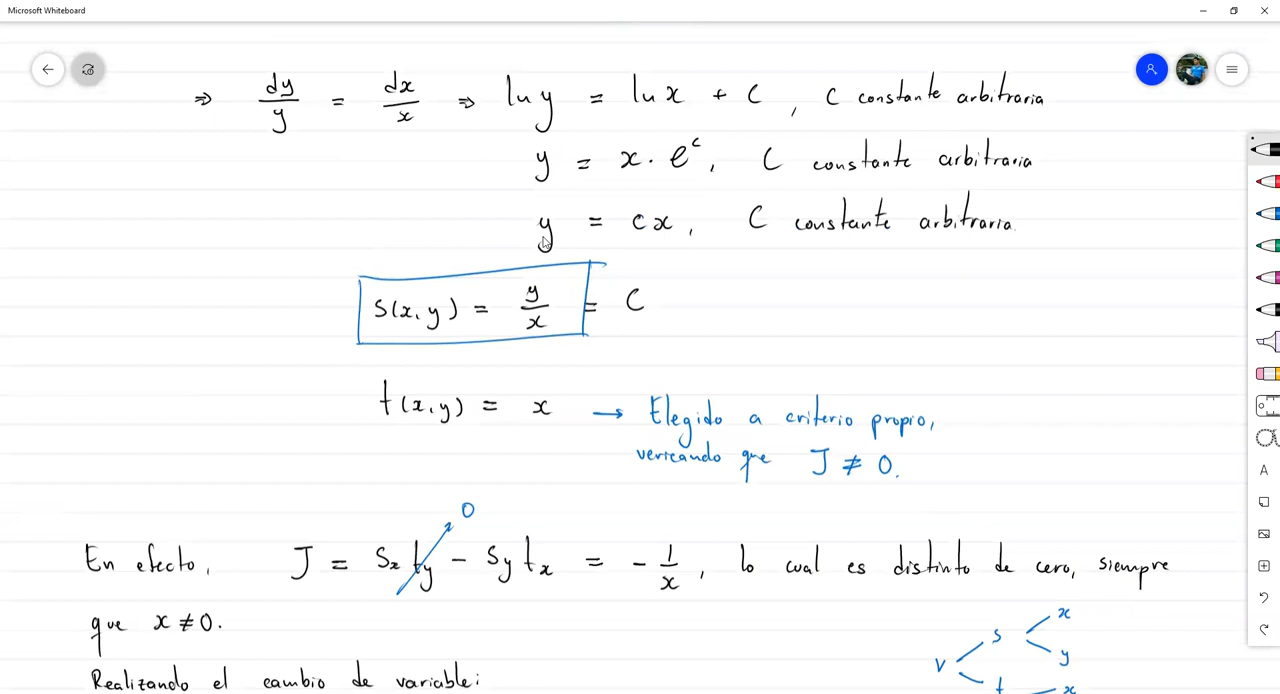 Microsoft Whiteboard
⇒ dy/y = dx/x ⇒ ln y = ln x + C, C constante arbitraria
y = x · e^c, C constante arbitraria
y = cx, C constante arbitraria.
S(x,y) = y/x = C
t(x,y) = x → Elegido a criterio propio,
vericando que J ≠ 0.
0
En efecto, J = Sx ty - Sy tx = - 1/x, lo cual es distinto de cero, siempre
que x ≠ 0.
x
s
y
v
t x
Realizando el cambio de variable: